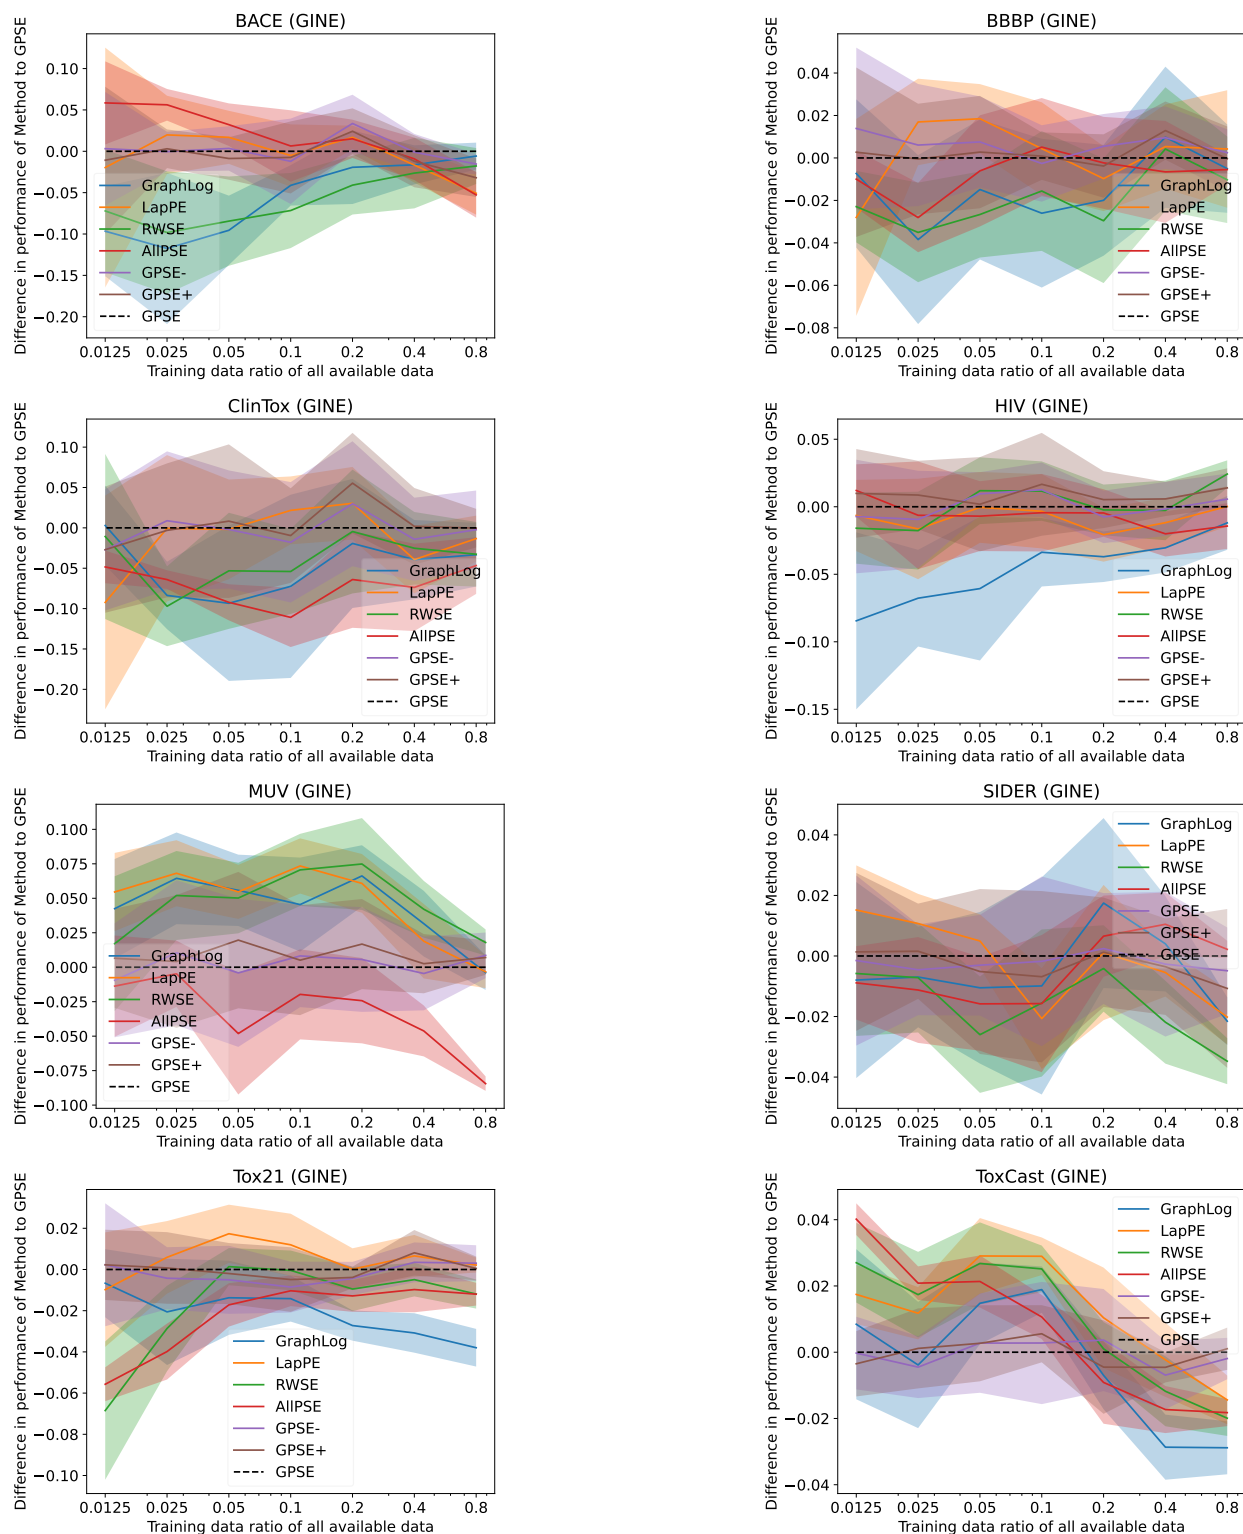 BACE (GINE)
Difference in performance of Method to GPSE
0.10
0.05
0.00
−0.05
−0.10
−0.15
−0.20
GraphLog
LapPE
RWSE
AllPSE
GPSE-
GPSE+
GPSE
0.0125
0.025
0.05
0.1
0.2
0.4
0.8
Training data ratio of all available data
BBBP (GINE)
Difference in performance of Method to GPSE
0.04
0.02
0.00
−0.02
−0.04
−0.06
−0.08
GraphLog
LapPE
RWSE
AllPSE
GPSE-
GPSE+
GPSE
0.0125
0.025
0.05
0.1
0.2
0.4
0.8
Training data ratio of all available data
ClinTox (GINE)
Difference in performance of Method to GPSE
0.10
0.05
0.00
−0.05
−0.10
−0.15
−0.20
GraphLog
LapPE
RWSE
AllPSE
GPSE-
GPSE+
GPSE
0.0125
0.025
0.05
0.1
0.2
0.4
0.8
Training data ratio of all available data
HIV (GINE)
Difference in performance of Method to GPSE
0.05
0.00
−0.05
−0.10
−0.15
GraphLog
LapPE
RWSE
AllPSE
GPSE-
GPSE+
GPSE
0.0125
0.025
0.05
0.1
0.2
0.4
0.8
Training data ratio of all available data
MUV (GINE)
Difference in performance of Method to GPSE
0.100
0.075
0.050
0.025
0.000
−0.025
−0.050
−0.075
−0.100
GraphLog
LapPE
RWSE
AllPSE
GPSE-
GPSE+
GPSE
0.0125
0.025
0.05
0.1
0.2
0.4
0.8
Training data ratio of all available data
SIDER (GINE)
Difference in performance of Method to GPSE
0.04
0.02
0.00
−0.02
−0.04
GraphLog
LapPE
RWSE
AllPSE
GPSE-
GPSE+
GPSE
0.0125
0.025
0.05
0.1
0.2
0.4
0.8
Training data ratio of all available data
Tox21 (GINE)
Difference in performance of Method to GPSE
0.02
0.00
−0.02
−0.04
−0.06
−0.08
−0.10
GraphLog
LapPE
RWSE
AllPSE
GPSE-
GPSE+
GPSE
0.0125
0.025
0.05
0.1
0.2
0.4
0.8
Training data ratio of all available data
ToxCast (GINE)
Difference in performance of Method to GPSE
0.04
0.02
0.00
−0.02
−0.04
GraphLog
LapPE
RWSE
AllPSE
GPSE-
GPSE+
GPSE
0.0125
0.025
0.05
0.1
0.2
0.4
0.8
Training data ratio of all available data